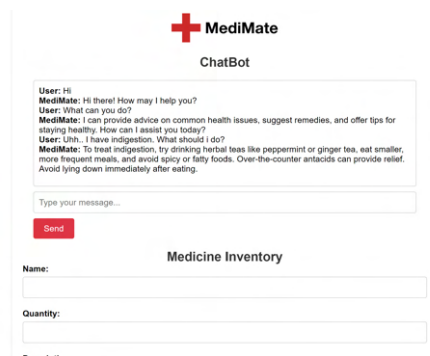 MediMate
ChatBot
User: Hi
MediMate: Hi there! How may I help you?
User: What can you do?
MediMate: I can provide advice on common health issues, suggest remedies, and offer tips for
staying healthy. How can I assist you today?
User: Uhh.. I have indigestion. What should i do?
MediMate: To treat indigestion, try drinking herbal teas like peppermint or ginger tea, eat smaller,
more frequent meals, and avoid spicy or fatty foods. Over-the-counter antacids can provide relief.
Avoid lying down immediately after eating.
Type your message...
Send
Medicine Inventory
Name:
Quantity: